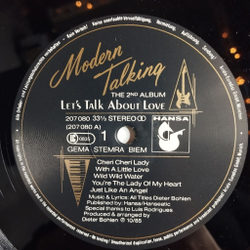 Modern
Talking
THE 2ND ALBUM
Let's Talk About Love
207 080 33⅓ STEREO
(207 080 A) 1
HANSA
GEMA STEMRA BIEM
Cheri Cheri Lady
With A Little Love
Wild Wild Water
You're The Lady Of My Heart
Just Like An Angel
Music & Lyrics: All Titles Dieter Bohlen
Published by: Hansa/Hanseatic
Special thanks to Luis Rodrigues
Produced and arranged by
Dieter Bohlen Ⓟ 10/85